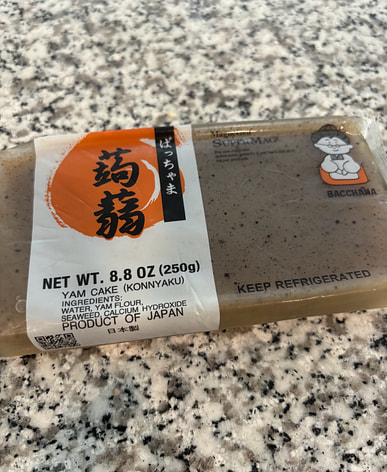 ばっちゃま
蒟蒻
NET WT. 8.8 OZ (250g)
YAM CAKE (KONNYAKU)
INGREDIENTS:
WATER, YAM FLOUR,
SEAWEED, CALCIUM HYDROXIDE
PRODUCT OF JAPAN
日本製
BACCHAMA
KEEP REFRIGERATED